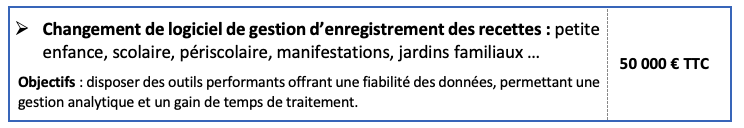 ➢ Changement de logiciel de gestion d’enregistrement des recettes : petite
enfance, scolaire, périscolaire, manifestations, jardins familiaux …
50 000 € TTC
Objectifs : disposer des outils performants offrant une fiabilité des données, permettant une
gestion analytique et un gain de temps de traitement.